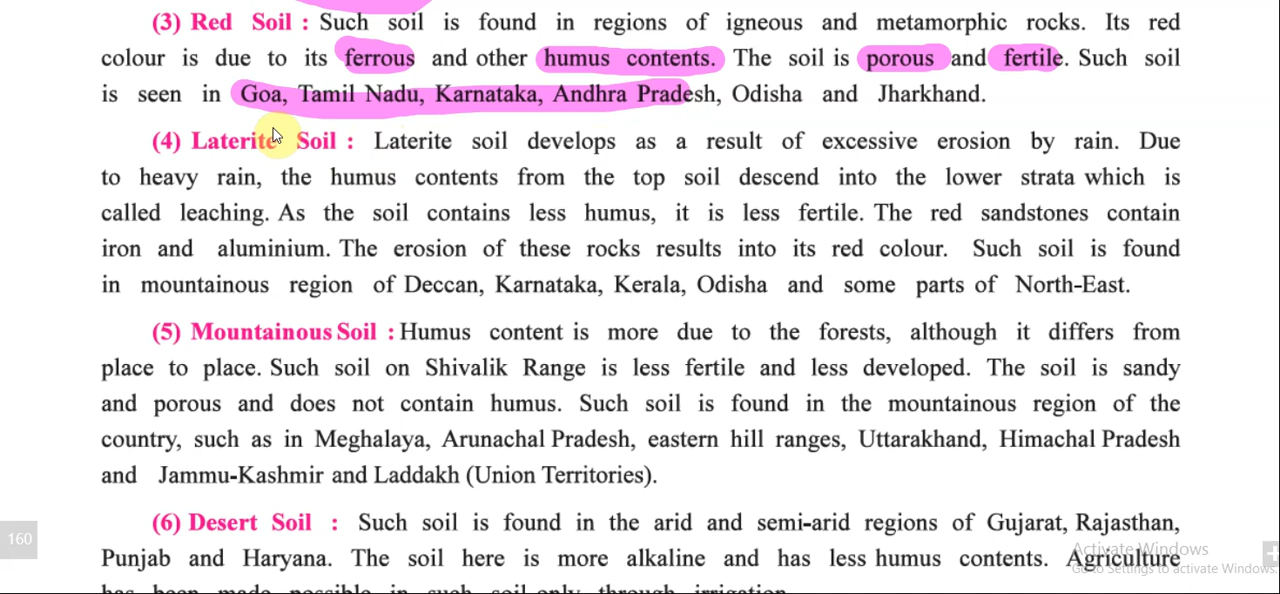 (3) Red Soil : Such soil is found in regions of igneous and metamorphic rocks. Its red
colour is due to its ferrous and other humus contents. The soil is porous and fertile. Such soil
is seen in Goa, Tamil Nadu, Karnataka, Andhra Pradesh, Odisha and Jharkhand.
(4) Laterite Soil : Laterite soil develops as a result of excessive erosion by rain. Due
to heavy rain, the humus contents from the top soil descend into the lower strata which is
called leaching. As the soil contains less humus, it is less fertile. The red sandstones contain
iron and aluminium. The erosion of these rocks results into its red colour. Such soil is found
in mountainous region of Deccan, Karnataka, Kerala, Odisha and some parts of North-East.
(5) Mountainous Soil : Humus content is more due to the forests, although it differs from
place to place. Such soil on Shivalik Range is less fertile and less developed. The soil is sandy
and porous and does not contain humus. Such soil is found in the mountainous region of the
country, such as in Meghalaya, Arunachal Pradesh, eastern hill ranges, Uttarakhand, Himachal Pradesh
and Jammu-Kashmir and Laddakh (Union Territories).
(6) Desert Soil : Such soil is found in the arid and semi-arid regions of Gujarat, Rajasthan,
160
Punjab and Haryana. The soil here is more alkaline and has less humus contents. Agriculture
Activate Windows
Go to Settings to activate Windows.
has been made possible in such soil only through irrigation.